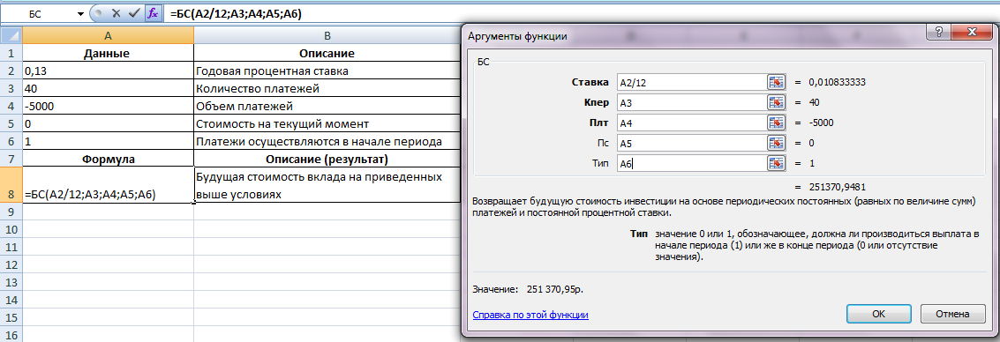 БС =БС(A2/12;A3;A4;A5;A6)
A B
1 Данные Описание
2 0,13 Годовая процентная ставка
3 40 Количество платежей
4 -5000 Объем платежей
5 0 Стоимость на текущий момент
6 1 Платежи осуществляются в начале периода
7 Формула Описание (результат)
8 =БС(A2/12;A3;A4;A5;A6) Будущая стоимость вклада на приведенных
выше условиях
9
10
11
12
13
14
15
16
Аргументы функции
БС
Ставка A2/12 = 0,010833333
Кпер A3 = 40
Плт A4 = -5000
Пс A5 = 0
Тип A6 = 1
= 251370,9481
Возвращает будущую стоимость инвестиции на основе периодических постоянных (равных по величине сумм)
платежей и постоянной процентной ставки.
Тип значение 0 или 1, обозначающее, должна ли производиться выплата в
начале периода (1) или же в конце периода (0 или отсутствие
значения).
Значение: 251 370,95р.
Справка по этой функции
ОК Отмена